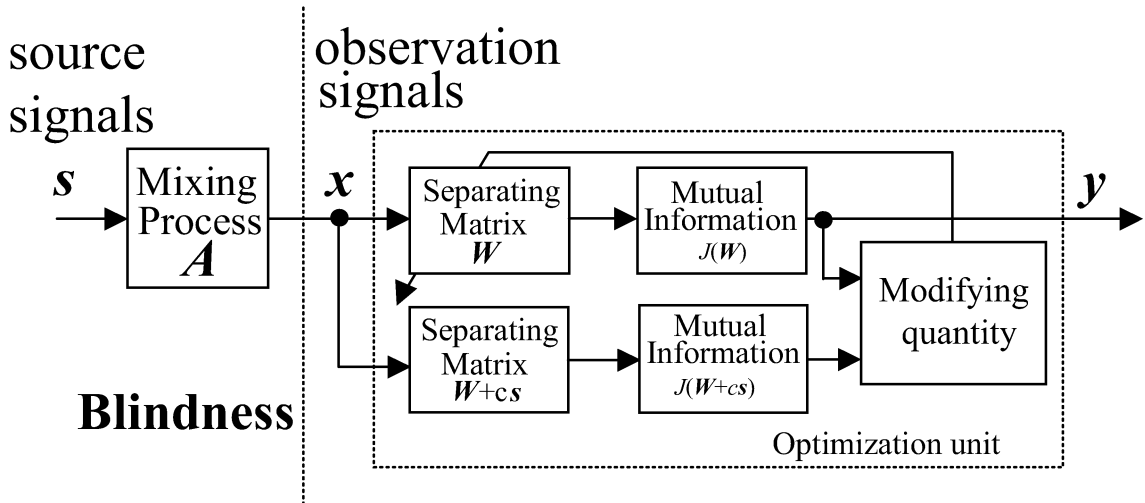 source
signals
observation
signals
s
Mixing
Process
A
x
Separating
Matrix
W
Mutual
Information
J(W)
y
Modifying
quantity
Separating
Matrix
W+cs
Mutual
Information
J(W+cs)
Blindness
Optimization unit